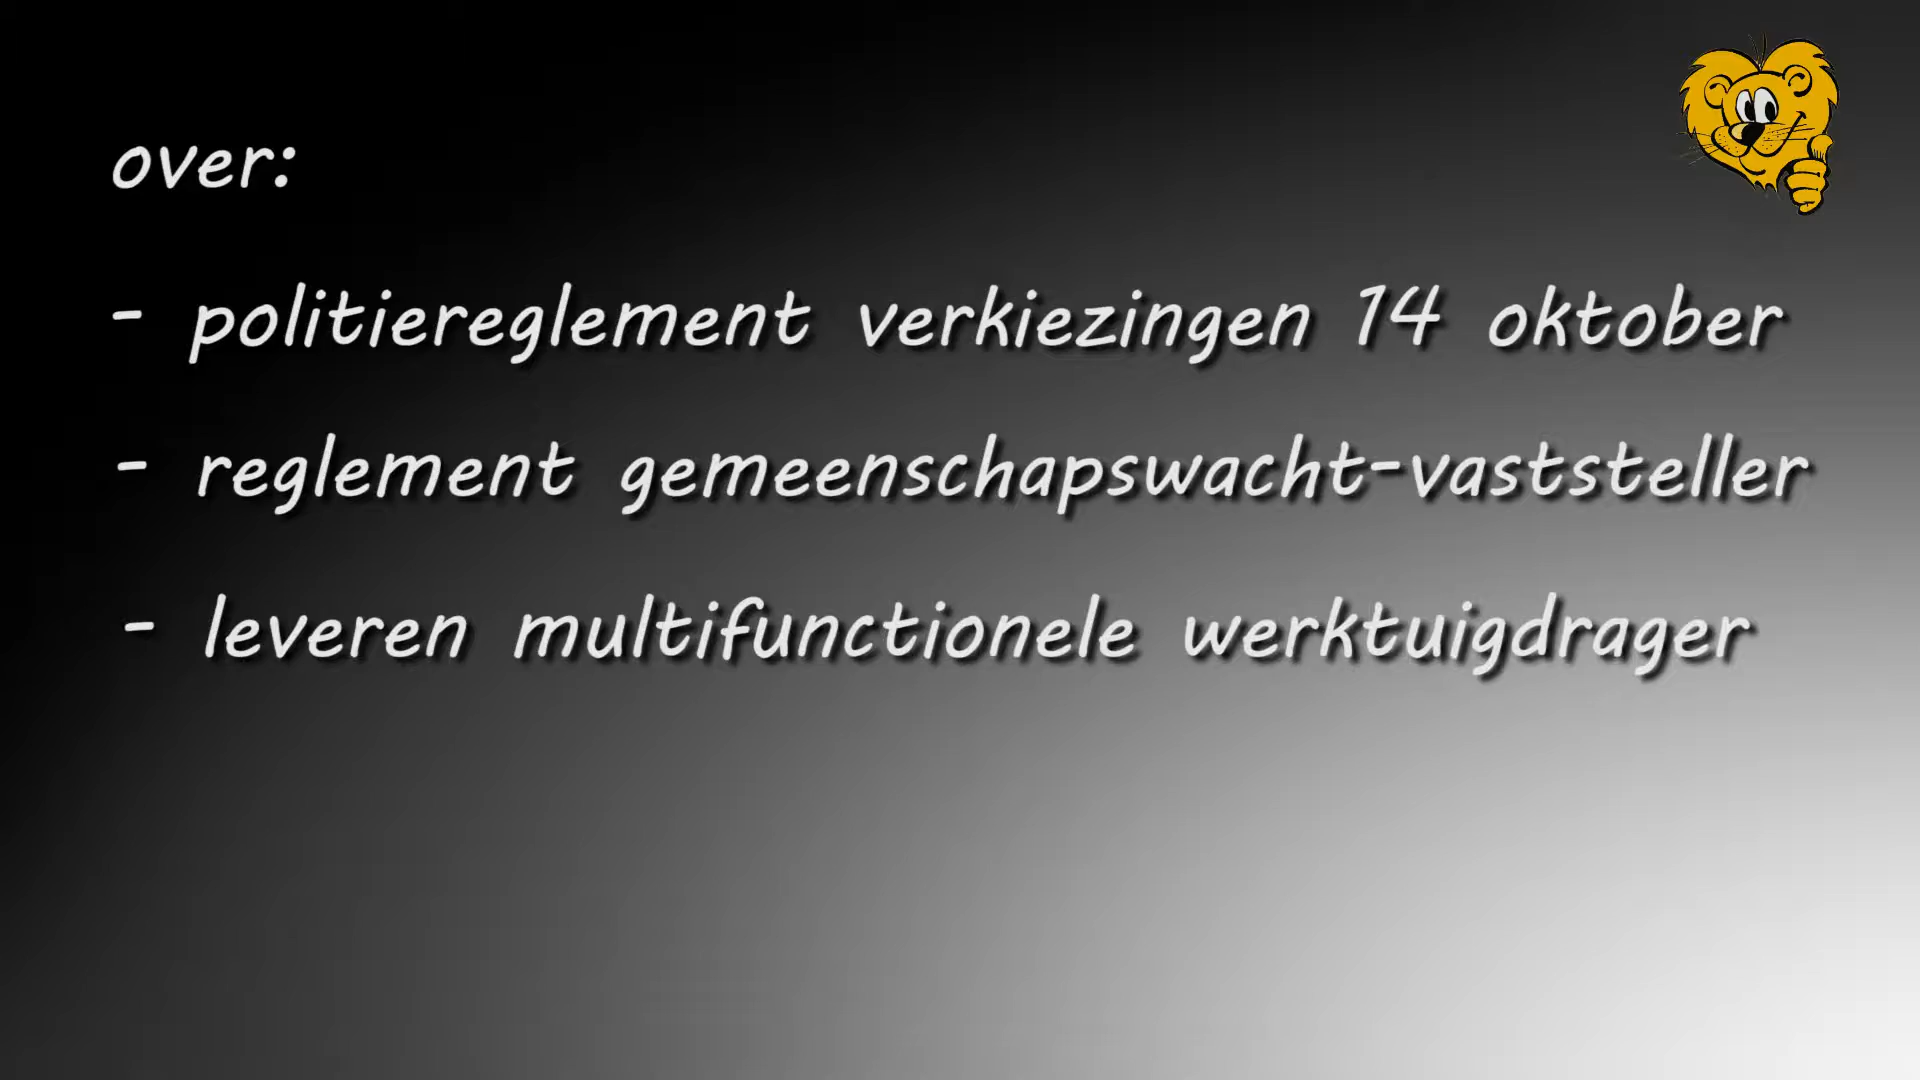 over:
- politiereglement verkiezingen 14 oktober
- reglement gemeenschapswacht-vaststeller
- leveren multifunctionele werktuigdrager